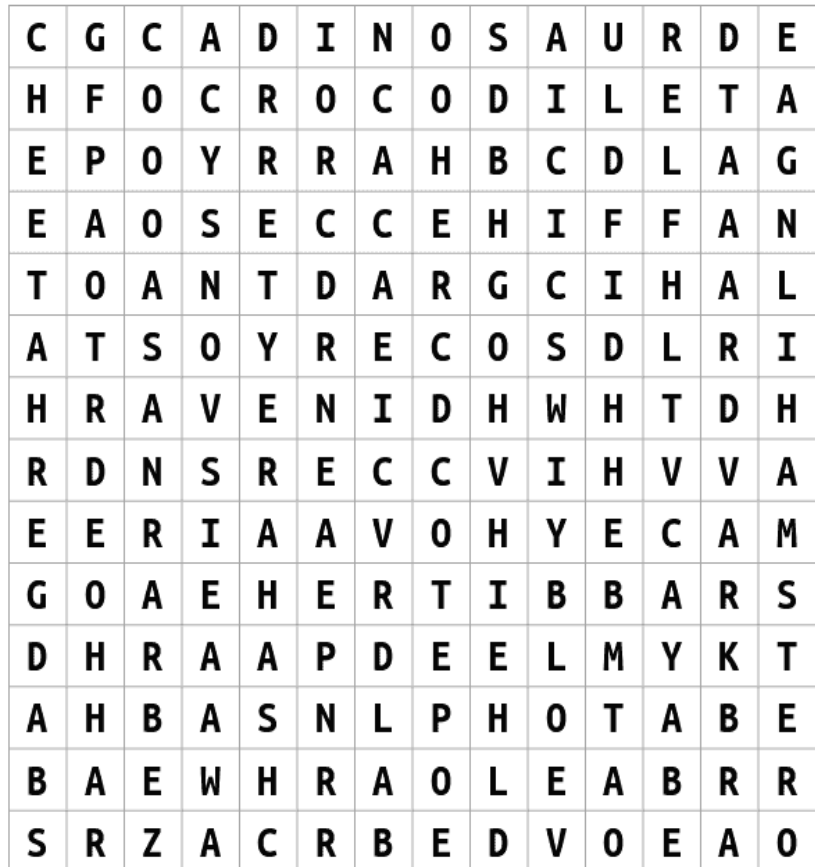 C G C A D I N O S A U R D E
H F O C R O C O D I L E T A
E P O Y R R A H B C D L A G
E A O S E C C E H I F F A N
T O A N T D A R G C I H A L
A T S O Y R E C O S D L R I
H R A V E N I D H W H T D H
R D N S R E C C V I H V V A
E E R I A A V O H Y E C A M
G O A E H E R T I B B A R S
D H R A A P D E E L M Y K T
A H B A S N L P H O T A B E
B A E W H R A O L E A B R R
S R Z A C R B E D V O E A O